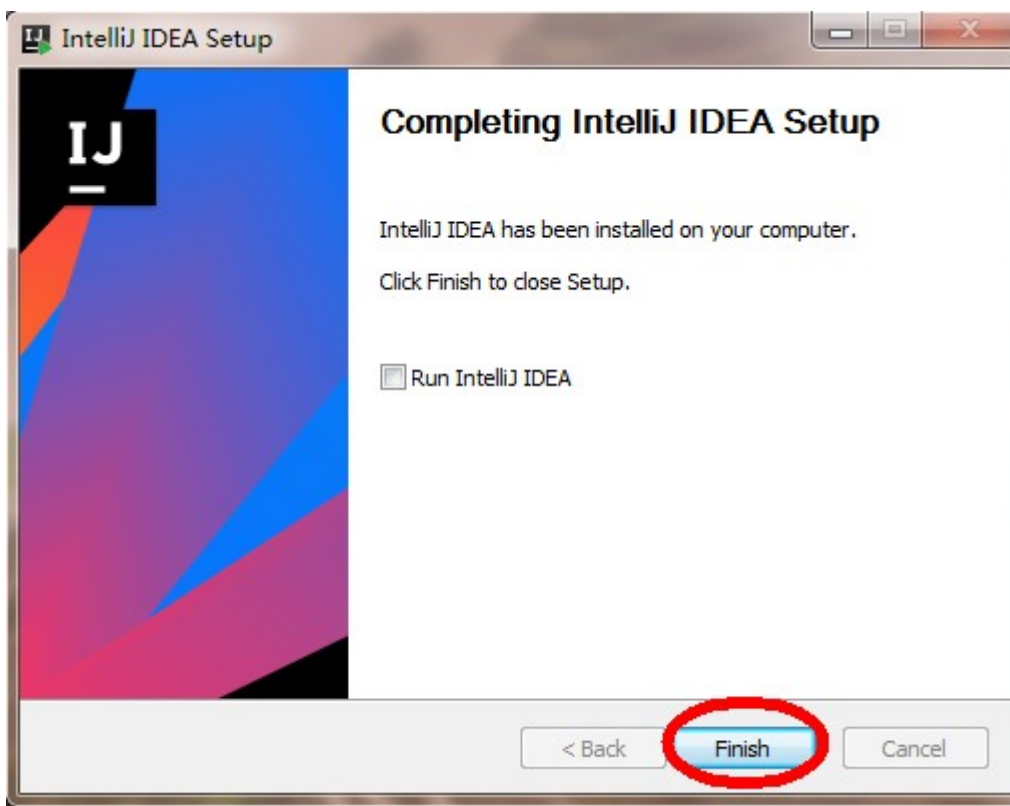 IntelliJ IDEA Setup
IJ
Completing IntelliJ IDEA Setup
IntelliJ IDEA has been installed on your computer.
Click Finish to close Setup.
Run IntelliJ IDEA
< Back Finish Cancel